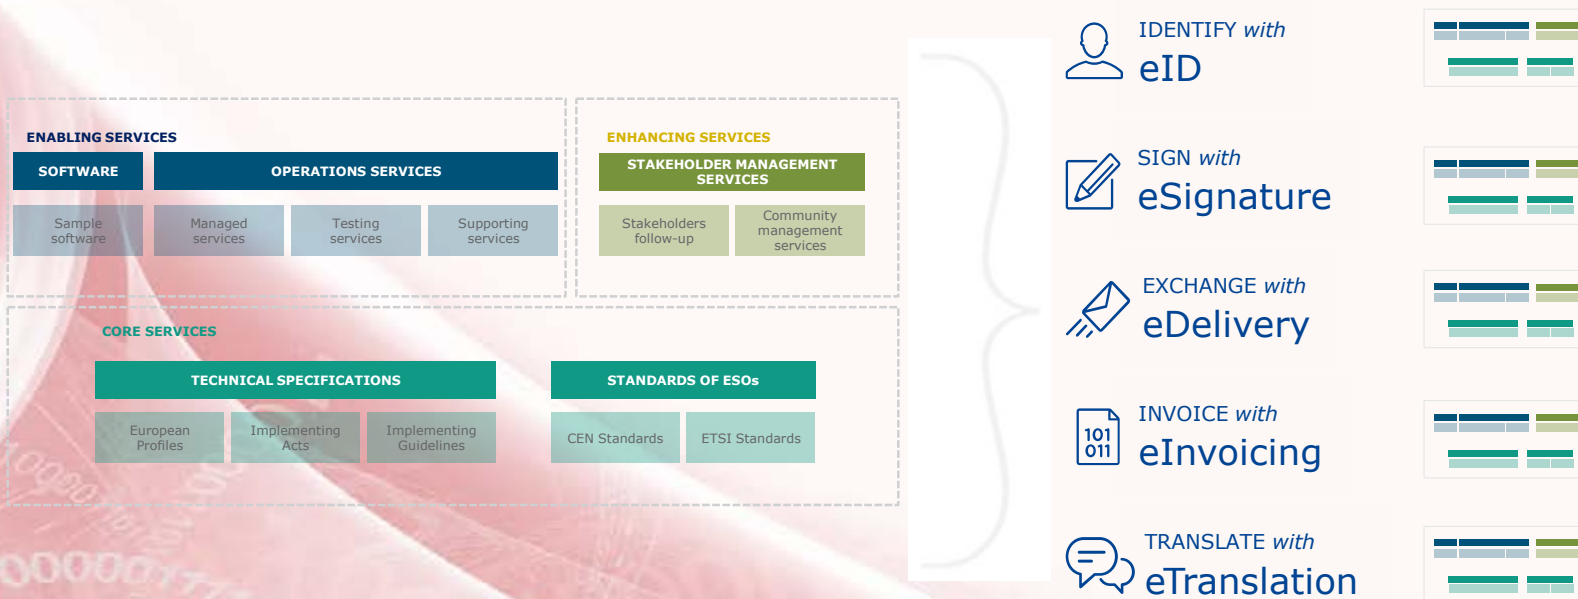 ENABLING SERVICES
SOFTWARE
OPERATIONS SERVICES
Sample
software
Managed
services
Testing
services
Supporting
services
ENHANCING SERVICES
STAKEHOLDER MANAGEMENT
SERVICES
Stakeholders
follow-up
Community
management
services
CORE SERVICES
TECHNICAL SPECIFICATIONS
European
Profiles
Implementing
Acts
Implementing
Guidelines
STANDARDS OF ESOs
CEN Standards
ETSI Standards
IDENTIFY with
eID
SIGN with
eSignature
EXCHANGE with
eDelivery
101
011
INVOICE with
eInvoicing
TRANSLATE with
eTranslation